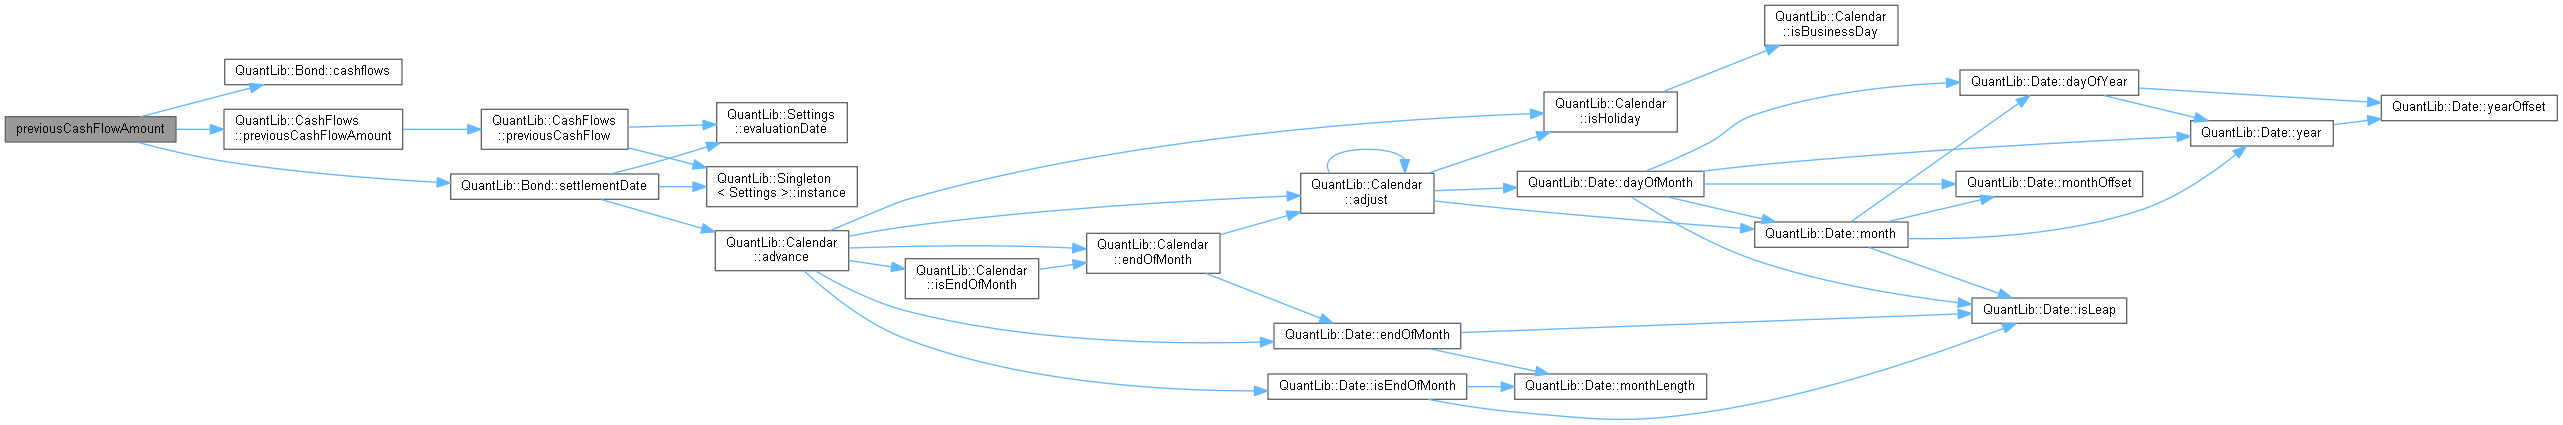 previousCashFlowAmount
QuantLib::Bond::cashflows
QuantLib::CashFlows
::previousCashFlowAmount
QuantLib::CashFlows
::previousCashFlow
QuantLib::Bond::settlementDate
QuantLib::Settings
::evaluationDate
QuantLib::Singleton
< Settings >::instance
QuantLib::Calendar
::advance
QuantLib::Calendar
::isEndOfMonth
QuantLib::Calendar
::endOfMonth
QuantLib::Calendar
::adjust
QuantLib::Date::endOfMonth
QuantLib::Date::isEndOfMonth
QuantLib::Calendar
::isHoliday
QuantLib::Date::dayOfMonth
QuantLib::Date::monthLength
QuantLib::Calendar
::isBusinessDay
QuantLib::Date::month
QuantLib::Date::dayOfYear
QuantLib::Date::monthOffset
QuantLib::Date::isLeap
QuantLib::Date::year
QuantLib::Date::yearOffset